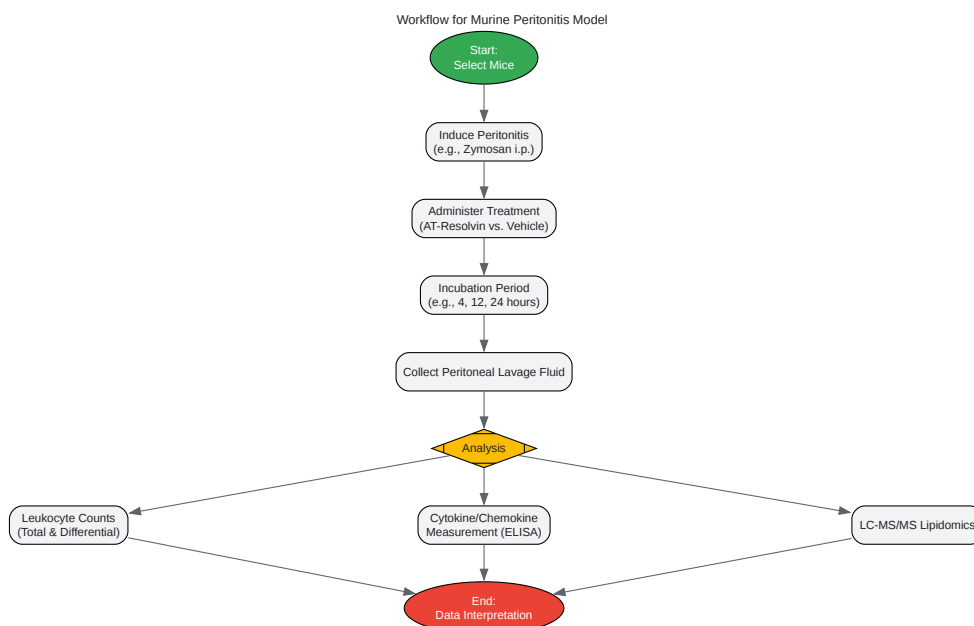 Workflow for Murine Peritonitis Model
Start:
Select Mice
Induce Peritonitis
(e.g., Zymosan i.p.)
Administer Treatment
(AT-Resolvin vs. Vehicle)
Incubation Period
(e.g., 4, 12, 24 hours)
Collect Peritoneal Lavage Fluid
Analysis
Leukocyte Counts
(Total & Differential)
Cytokine/Chemokine
Measurement (ELISA)
LC-MS/MS Lipidomics
End:
Data Interpretation